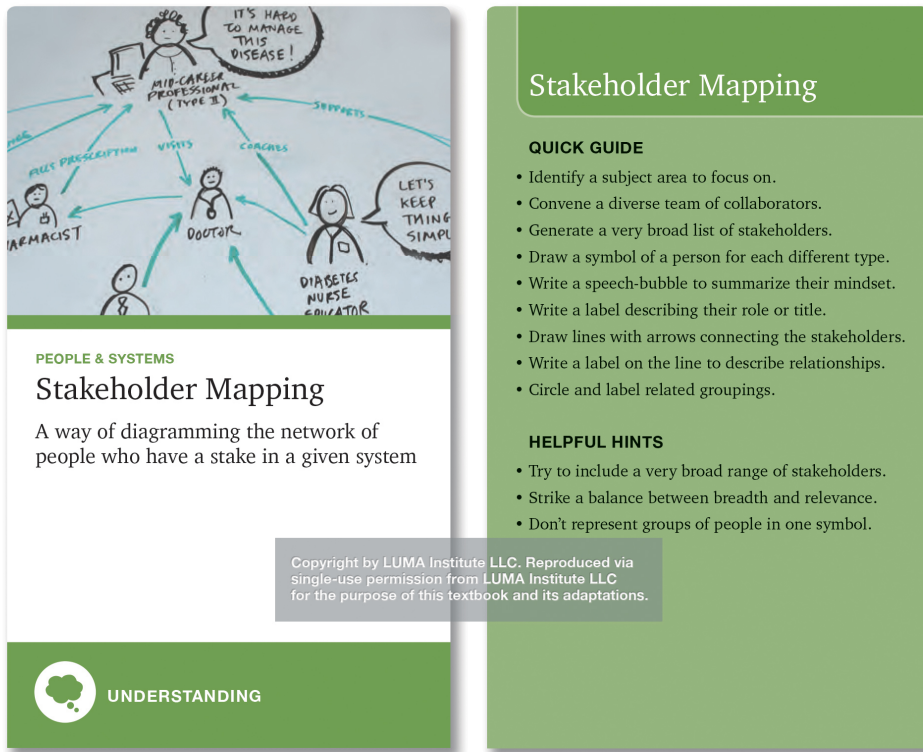 IT'S HARD
TO MANAGE
THIS
DISEASE!
MID-CAREER
PROFESSIONAL
(TYPE II)
SUPPORTS
FILLS PRESCRIPTION
VISITS
COACHES
LET'S
KEEP
THING
SIMPL
ARMACIST
DOCTOR
DIABETES
NURSE
EDUCATOR
PEOPLE & SYSTEMS
Stakeholder Mapping
A way of diagramming the network of
people who have a stake in a given system
UNDERSTANDING
Stakeholder Mapping
QUICK GUIDE
• Identify a subject area to focus on.
• Convene a diverse team of collaborators.
• Generate a very broad list of stakeholders.
• Draw a symbol of a person for each different type.
• Write a speech-bubble to summarize their mindset.
• Write a label describing their role or title.
• Draw lines with arrows connecting the stakeholders.
• Write a label on the line to describe relationships.
• Circle and label related groupings.
HELPFUL HINTS
• Try to include a very broad range of stakeholders.
• Strike a balance between breadth and relevance.
• Don't represent groups of people in one symbol.
Copyright by LUMA Institute LLC. Reproduced via
single-use permission from LUMA Institute LLC
for the purpose of this textbook and its adaptations.